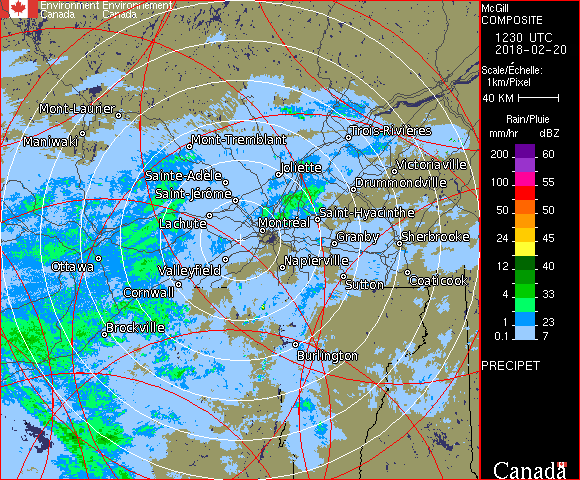 Environment Environnement
Canada Canada
McGill
COMPOSITE
1230 UTC
2018-02-20
Scale/Échelle:
1km/Pixel
40 KM
Rain/Pluie
mm/hr dBZ
200 60
100 55
50 50
24 45
12 40
4 33
1 23
0.1 7
PRECIPET
Canada
Mont-Laurier
Maniwaki
Mont-Tremblant
Trois-Rivières
Sainte-Adèle
Joliette
Victoriaville
Saint-Jérôme
Drummondville
Lachute
Montréal
Saint-Hyacinthe
Granby
Sherbrooke
Ottawa
Valleyfield
Napierville
Cornwall
Sutton
Coaticook
Brockville
Burlington